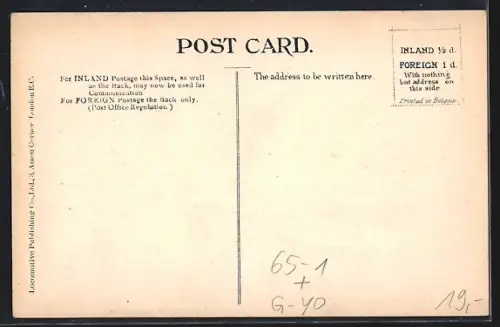 POST CARD.
For INLAND Postage this Space, as well
as the Back, may now be used for
Communication
For FOREIGN Postage the Back only.
(Post Office Regulation)
The address to be written here
INLAND ½ d.
FOREIGN 1 d.
With nothing
but address on
this side
Printed in Belgium
Locomotive Publishing Co., Ltd., 3, Amen Corner London E.C.
65-1
+
G-40
19,-